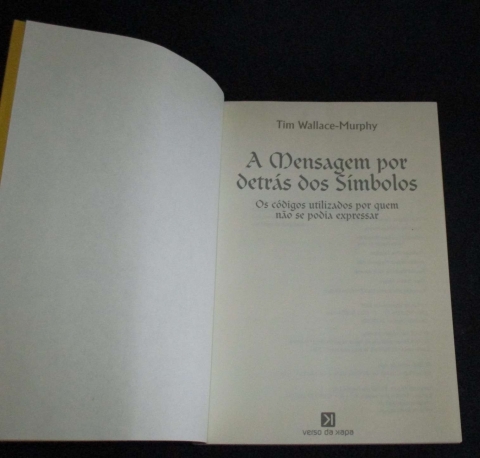 Tim Wallace-Murphy
A Mensagem por
detrás dos Símbolos
Os códigos utilizados por quem
não se podia expressar
verso da kapa